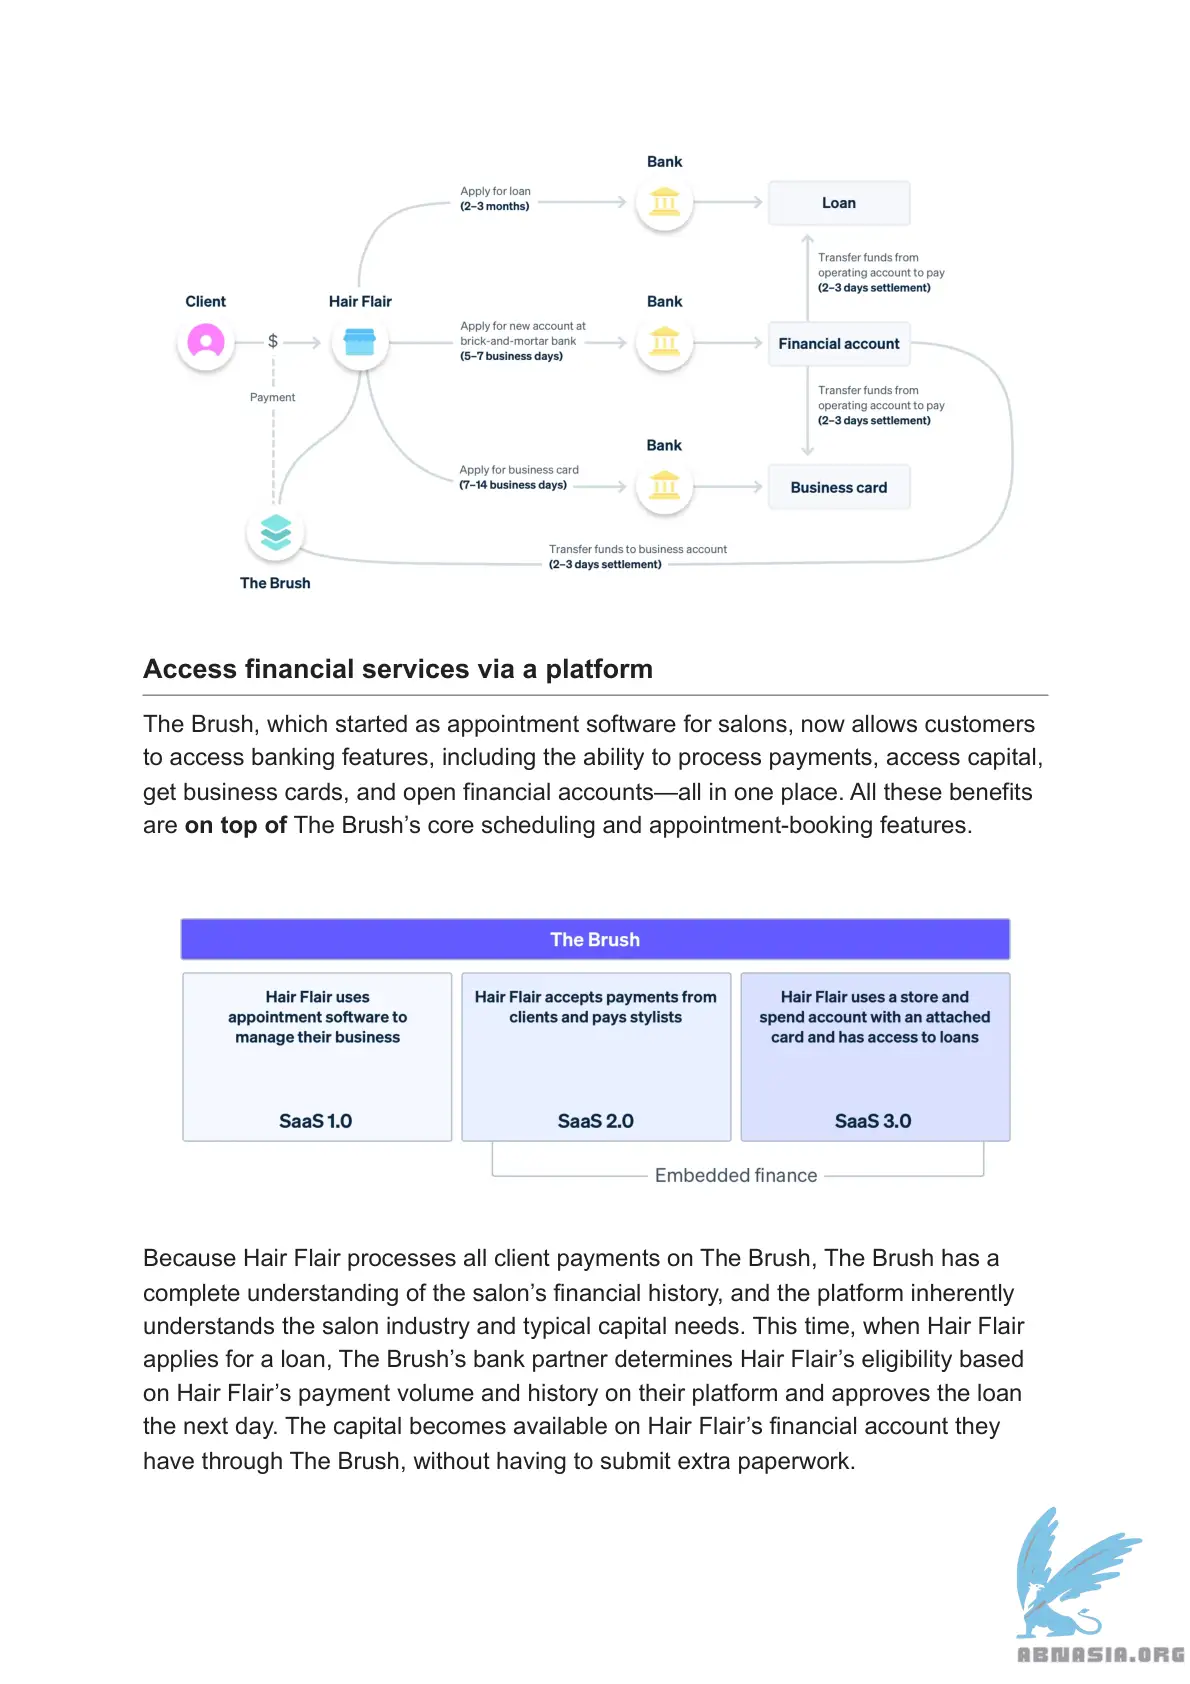 Bank
Apply for loan
(2–3 months)
Loan
Transfer funds from
operating account to pay
(2–3 days settlement)
Client
Hair Flair
Bank
$
Apply for new account at
brick-and-mortar bank
(5–7 business days)
Financial account
Payment
Transfer funds from
operating account to pay
(2–3 days settlement)
Bank
Apply for business card
(7–14 business days)
Business card
Transfer funds to business account
(2–3 days settlement)
The Brush
Access financial services via a platform
The Brush, which started as appointment software for salons, now allows customers
to access banking features, including the ability to process payments, access capital,
get business cards, and open financial accounts—all in one place. All these benefits
are on top of The Brush’s core scheduling and appointment-booking features.
The Brush
Hair Flair uses
appointment software to
manage their business
SaaS 1.0
Hair Flair accepts payments from
clients and pays stylists
SaaS 2.0
Hair Flair uses a store and
spend account with an attached
card and has access to loans
SaaS 3.0
Embedded finance
Because Hair Flair processes all client payments on The Brush, The Brush has a
complete understanding of the salon’s financial history, and the platform inherently
understands the salon industry and typical capital needs. This time, when Hair Flair
applies for a loan, The Brush’s bank partner determines Hair Flair’s eligibility based
on Hair Flair’s payment volume and history on their platform and approves the loan
the next day. The capital becomes available on Hair Flair’s financial account they
have through The Brush, without having to submit extra paperwork.
ABNASIA.ORG